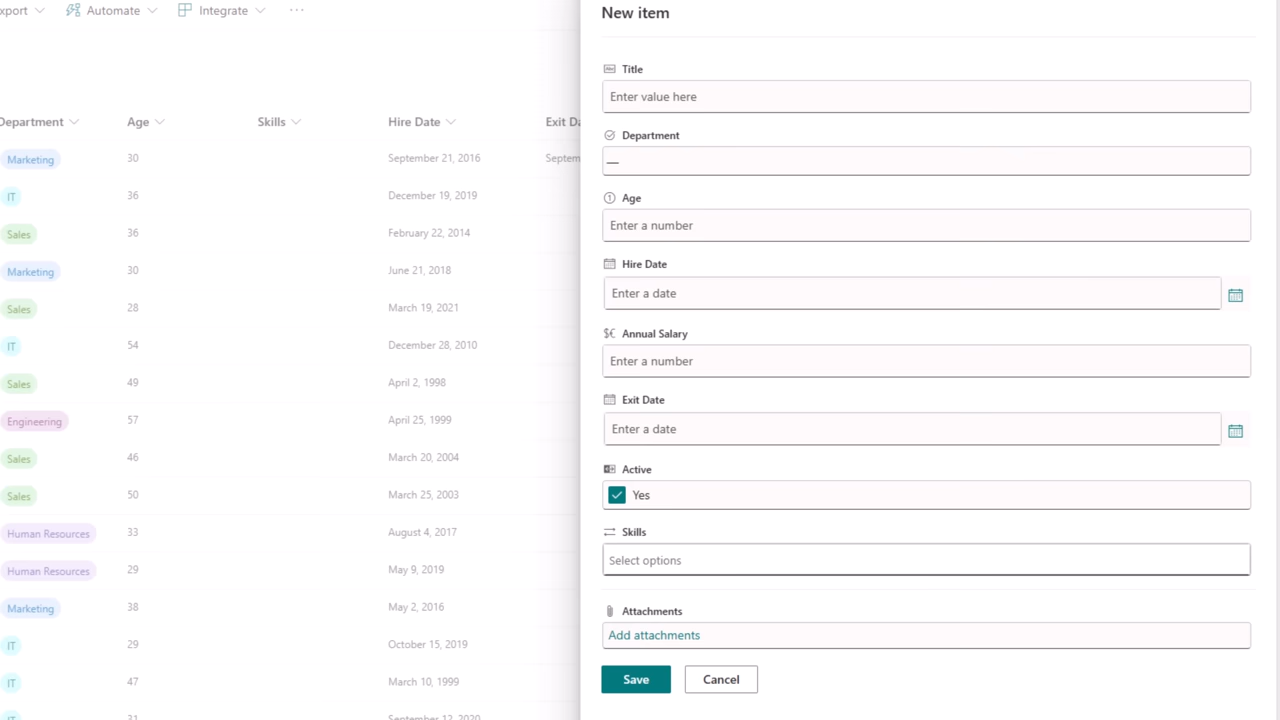 xport Automate Integrate ...
Department Age Skills Hire Date Exit Da
Marketing 30 September 21, 2016 Septem
IT 36 December 19, 2019
Sales 36 February 22, 2014
Marketing 30 June 21, 2018
Sales 28 March 19, 2021
IT 54 December 28, 2010
Sales 49 April 2, 1998
Engineering 57 April 25, 1999
Sales 46 March 20, 2004
Sales 50 March 25, 2003
Human Resources 33 August 4, 2017
Human Resources 29 May 9, 2019
Marketing 38 May 2, 2016
IT 29 October 15, 2019
IT 47 March 10, 1999
IT 31 September 12, 2020
New item
Title
Enter value here
Department
—
Age
Enter a number
Hire Date
Enter a date
Annual Salary
Enter a number
Exit Date
Enter a date
Active
Yes
Skills
Select options
Attachments
Add attachments
Save Cancel